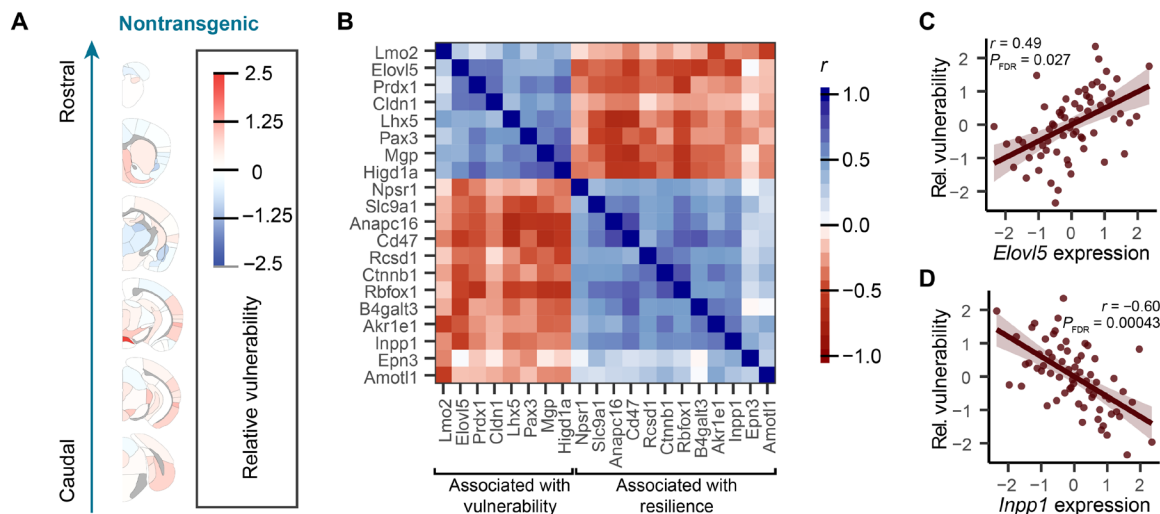 A
Nontransgenic
Rostral
Caudal
2.5
1.25
0
−1.25
−2.5
Relative vulnerability
B
Lmo2
Elovl5
Prdx1
Cldn1
Lhx5
Pax3
Mgp
Higd1a
Npsr1
Slc9a1
Anapc16
Cd47
Rcsd1
Ctnnb1
Rbfox1
B4galt3
Akr1e1
Inpp1
Epn3
Amotl1
Lmo2
Elovl5
Prdx1
Cldn1
Lhx5
Pax3
Mgp
Higd1a
Npsr1
Slc9a1
Anapc16
Cd47
Rcsd1
Ctnnb1
Rbfox1
B4galt3
Akr1e1
Inpp1
Epn3
Amotl1
Associated with
vulnerability
Associated with
resilience
r
1.0
0.5
0.0
−0.5
−1.0
C
r = 0.49
PFDR = 0.027
Rel. vulnerability
2
1
0
−1
−2
−2 −1 0 1 2
Elovl5 expression
D
r = −0.60
PFDR = 0.00043
Rel. vulnerability
2
1
0
−1
−2
−2 −1 0 1 2
Inpp1 expression